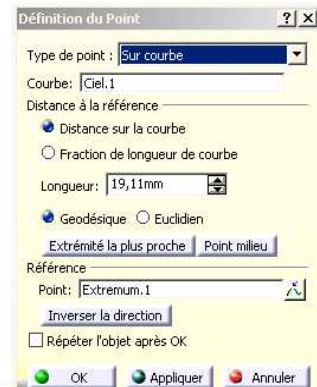 Définition du Point
Type de point : Sur courbe
Courbe: Ciel.1
Distance à la référence
Distance sur la courbe
Fraction de longueur de courbe
Longueur: 19,11mm
Geodésique Euclidien
Extrémité la plus proche Point milieu
Référence
Point: Extremum.1
Inverser la direction
Répéter l'objet après OK
OK Appliquer Annuler